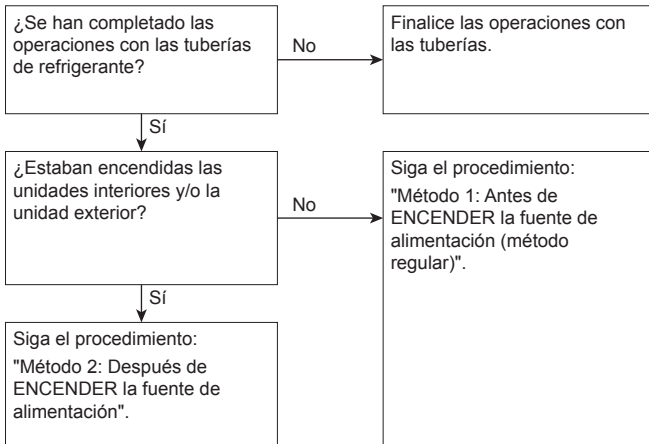 ¿Se han completado las
operaciones con las tuberías
de refrigerante?
No
Finalice las operaciones con
las tuberías.
Sí
¿Estaban encendidas las
unidades interiores y/o la
unidad exterior?
No
Siga el procedimiento:
"Método 1: Antes de
ENCENDER la fuente de
alimentación (método
regular)".
Sí
Siga el procedimiento:
"Método 2: Después de
ENCENDER la fuente de
alimentación".